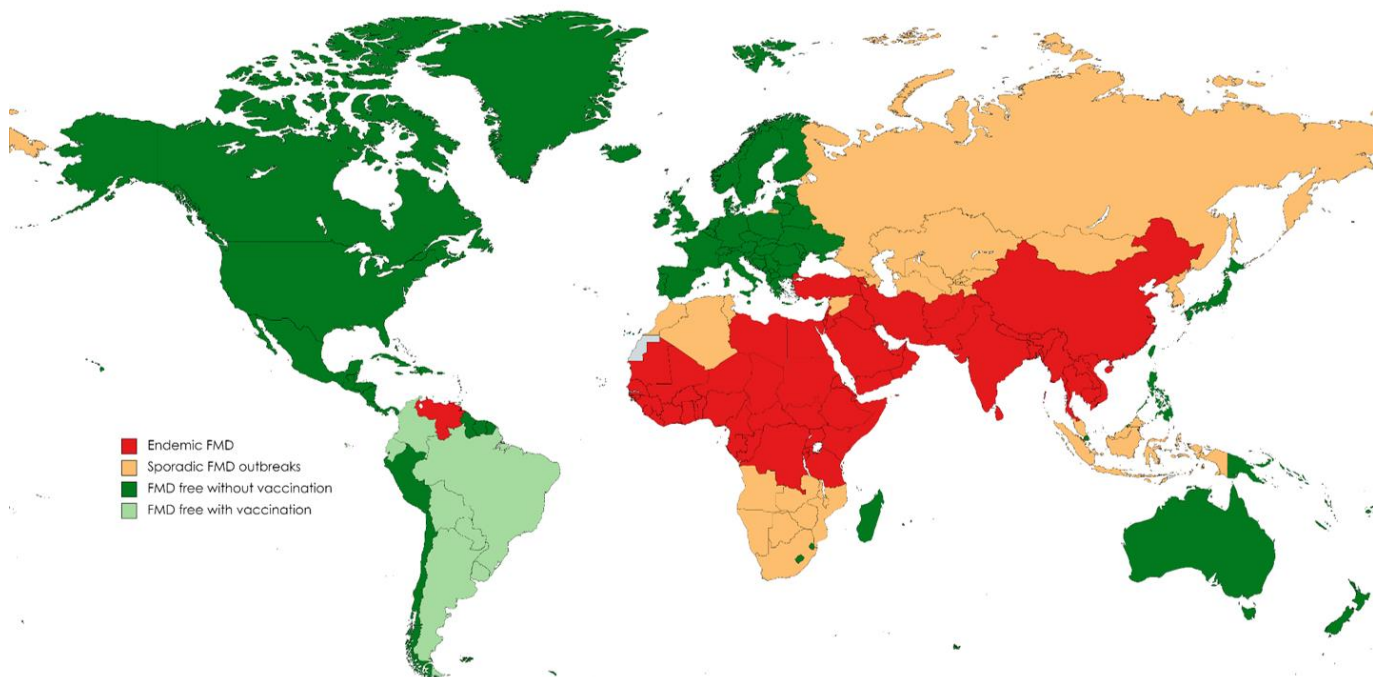 Endemic FMD
Sporadic FMD outbreaks
FMD free without vaccination
FMD free with vaccination